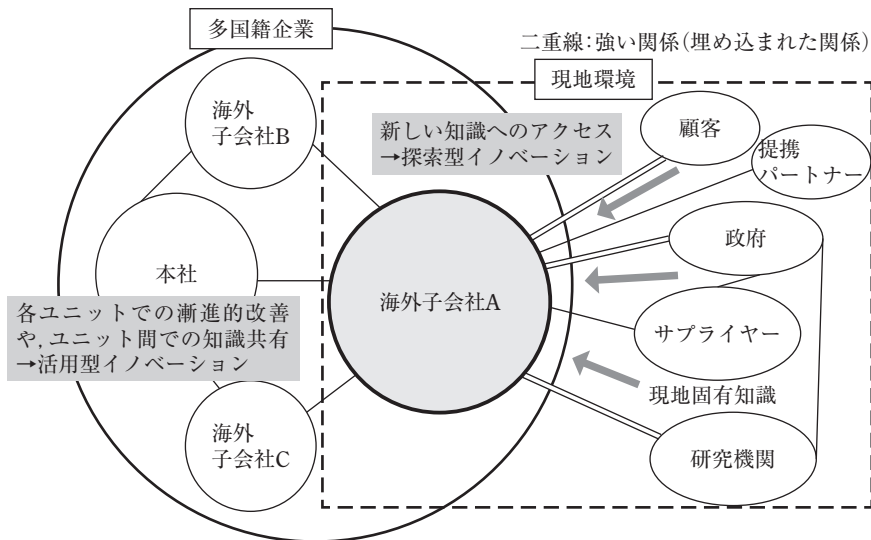 多国籍企業
二重線:強い関係(埋め込まれた関係)
現地環境
海外
子会社B
新しい知識へのアクセス
→探索型イノベーション
顧客
提携
パートナー
本社
政府
海外子会社A
各ユニットでの漸進的改善
や,ユニット間での知識共有
→活用型イノベーション
サプライヤー
現地固有知識
海外
子会社C
研究機関